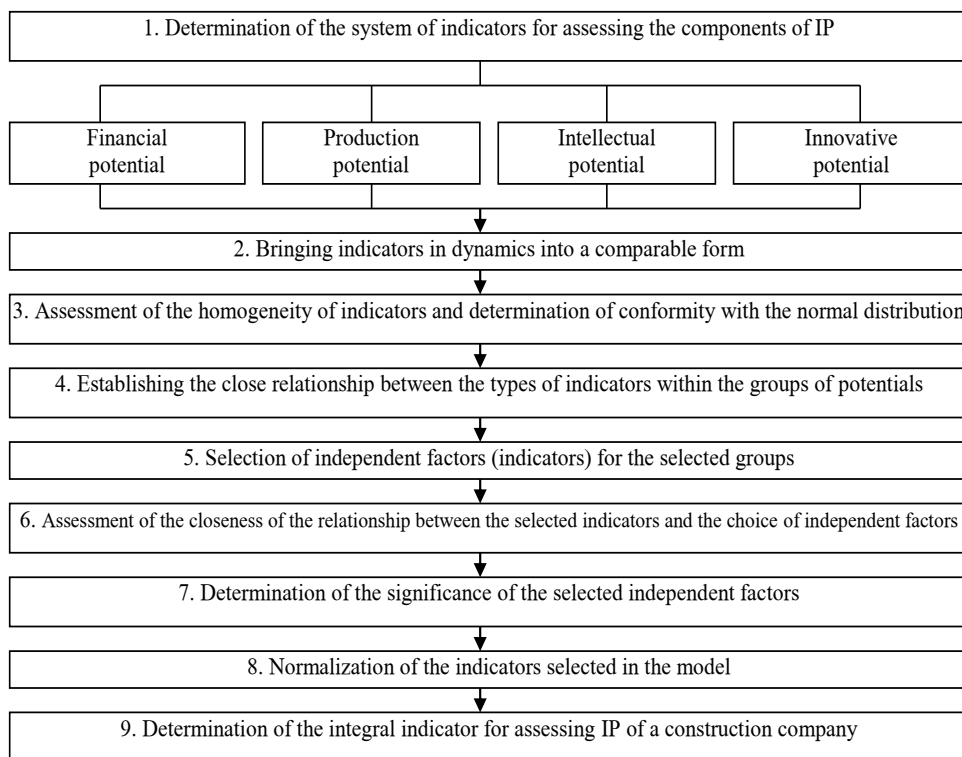 1. Determination of the system of indicators for assessing the components of IP
Financial
potential
Production
potential
Intellectual
potential
Innovative
potential
2. Bringing indicators in dynamics into a comparable form
3. Assessment of the homogeneity of indicators and determination of conformity with the normal distribution
4. Establishing the close relationship between the types of indicators within the groups of potentials
5. Selection of independent factors (indicators) for the selected groups
6. Assessment of the closeness of the relationship between the selected indicators and the choice of independent factors
7. Determination of the significance of the selected independent factors
8. Normalization of the indicators selected in the model
9. Determination of the integral indicator for assessing IP of a construction company